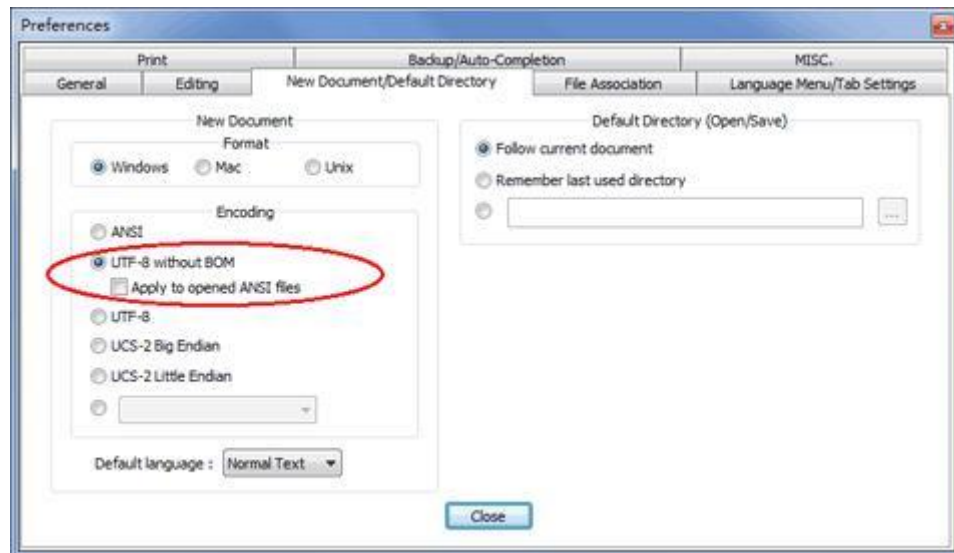 Preferences
Print Backup/Auto-Completion MISC.
General Editing New Document/Default Directory File Association Language Menu/Tab Settings
New Document
Format
Windows Mac Unix
Encoding
ANSI
UTF-8 without BOM
Apply to opened ANSI files
UTF-8
UCS-2 Big Endian
UCS-2 Little Endian
Default language : Normal Text
Default Directory (Open/Save)
Follow current document
Remember last used directory
...
Close